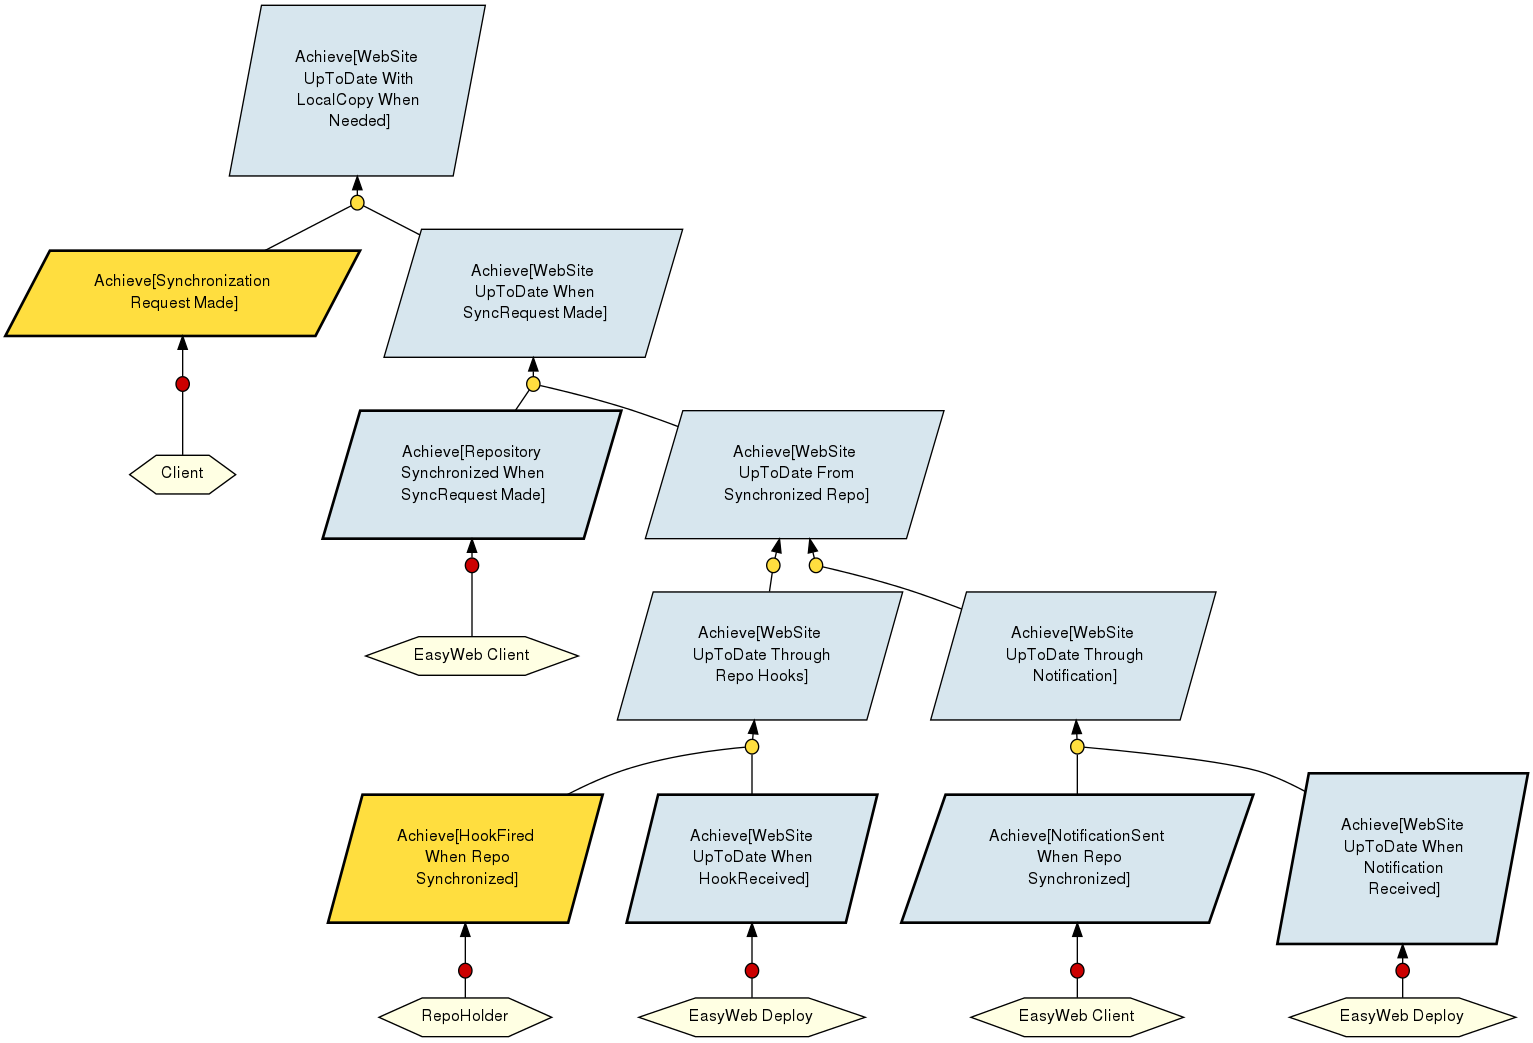 Achieve[WebSite
UpToDate With
LocalCopy When
Needed]
Achieve[Synchronization
Request Made]
Achieve[WebSite
UpToDate When
SyncRequest Made]
Client
Achieve[Repository
Synchronized When
SyncRequest Made]
Achieve[WebSite
UpToDate From
Synchronized Repo]
EasyWeb Client
Achieve[WebSite
UpToDate Through
Repo Hooks]
Achieve[WebSite
UpToDate Through
Notification]
Achieve[HookFired
When Repo
Synchronized]
Achieve[WebSite
UpToDate When
HookReceived]
Achieve[NotificationSent
When Repo
Synchronized]
Achieve[WebSite
UpToDate When
Notification
Received]
RepoHolder
EasyWeb Deploy
EasyWeb Client
EasyWeb Deploy